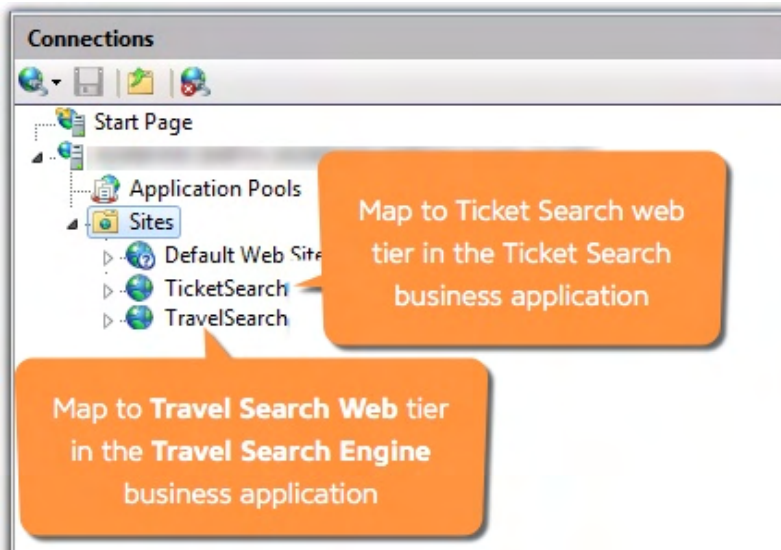 Connections
Start Page
Application Pools
Sites
Default Web Site
TicketSearch
TravelSearch
Map to Ticket Search web
tier in the Ticket Search
business application
Map to Travel Search Web tier
in the Travel Search Engine
business application